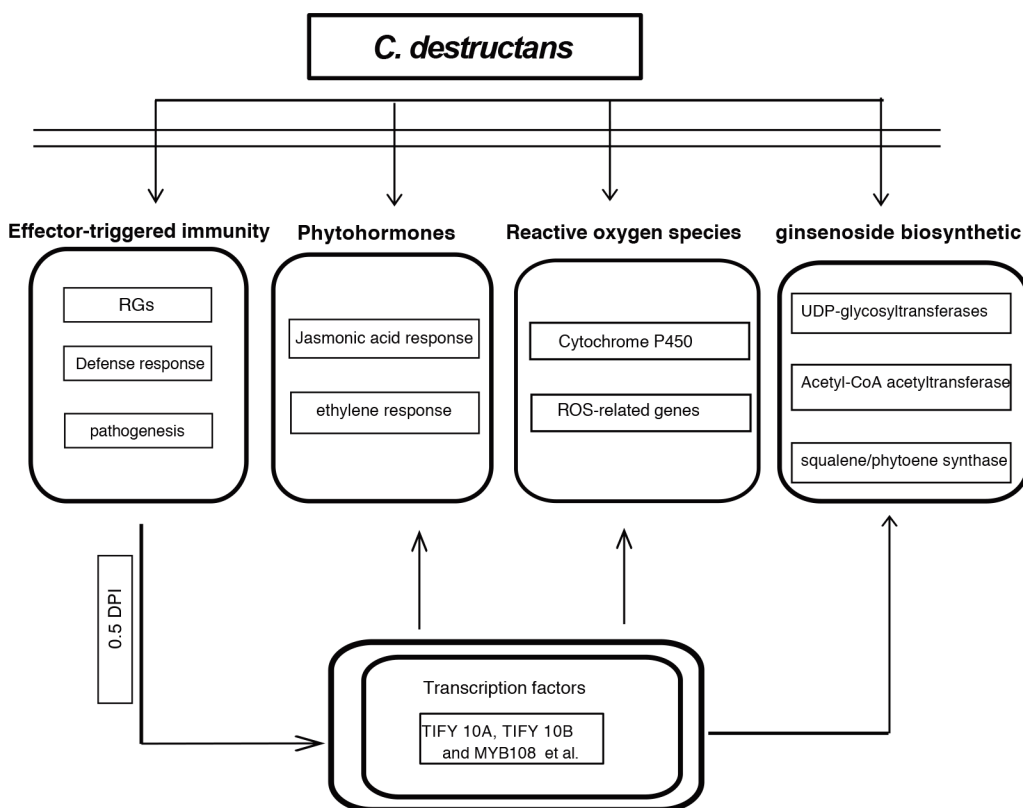 C. destructans
Effector-triggered immunity
Phytohormones
Reactive oxygen species
ginsenoside biosynthetic
RGs
Defense response
pathogenesis
Jasmonic acid response
ethylene response
Cytochrome P450
ROS-related genes
UDP-glycosyltransferases
Acetyl-CoA acetyltransferase
squalene/phytoene synthase
0.5 DPI
Transcription factors
TIFY 10A, TIFY 10B
and MYB108 et al.